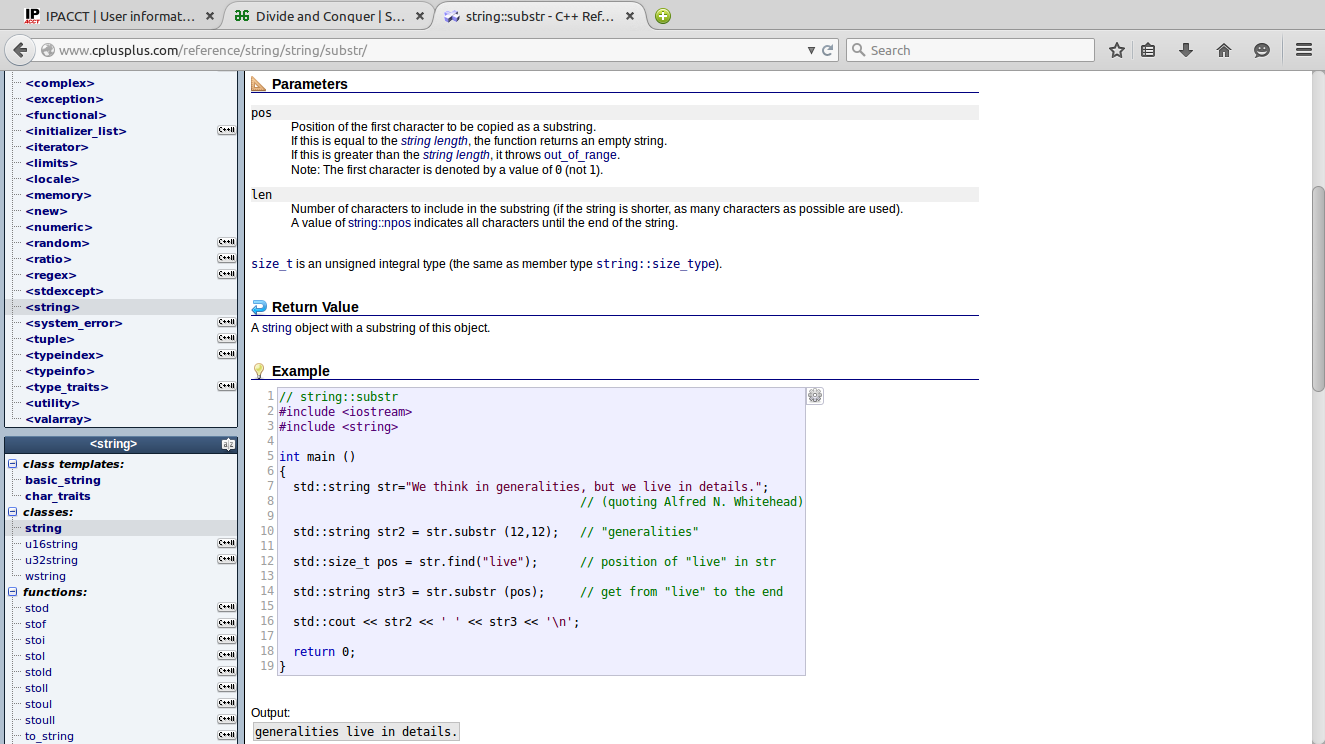 IPACCT | User informat... ×
Divide and Conquer | S... ×
string::substr - C++ Ref... ×
www.cplusplus.com/reference/string/string/substr/
Search
<complex>
<exception>
<functional>
<initializer_list> C++11
<iterator>
<limits>
<locale>
<memory>
<new>
<numeric>
<random> C++11
<ratio> C++11
<regex> C++11
<stdexcept>
<string>
<system_error> C++11
<tuple> C++11
<typeindex> C++11
<typeinfo>
<type_traits> C++11
<utility>
<valarray>
<string>
class templates:
basic_string
char_traits
classes:
string
u16string C++11
u32string C++11
wstring
functions:
stod C++11
stof C++11
stoi C++11
stol C++11
stold C++11
stoll C++11
stoul C++11
stoull C++11
to_string C++11
Parameters
pos
Position of the first character to be copied as a substring.
If this is equal to the string length, the function returns an empty string.
If this is greater than the string length, it throws out_of_range.
Note: The first character is denoted by a value of 0 (not 1).
len
Number of characters to include in the substring (if the string is shorter, as many characters as possible are used).
A value of string::npos indicates all characters until the end of the string.
size_t is an unsigned integral type (the same as member type string::size_type).
Return Value
A string object with a substring of this object.
Example
1 // string::substr
2 #include <iostream>
3 #include <string>
4
5 int main ()
6 {
7   std::string str="We think in generalities, but we live in details.";
8                                            // (quoting Alfred N. Whitehead)
9
10   std::string str2 = str.substr (12,12);   // "generalities"
11
12   std::size_t pos = str.find("live");      // position of "live" in str
13
14   std::string str3 = str.substr (pos);     // get from "live" to the end
15
16   std::cout << str2 << ' ' << str3 << '\n';
17
18   return 0;
19 }
Output:
generalities live in details.